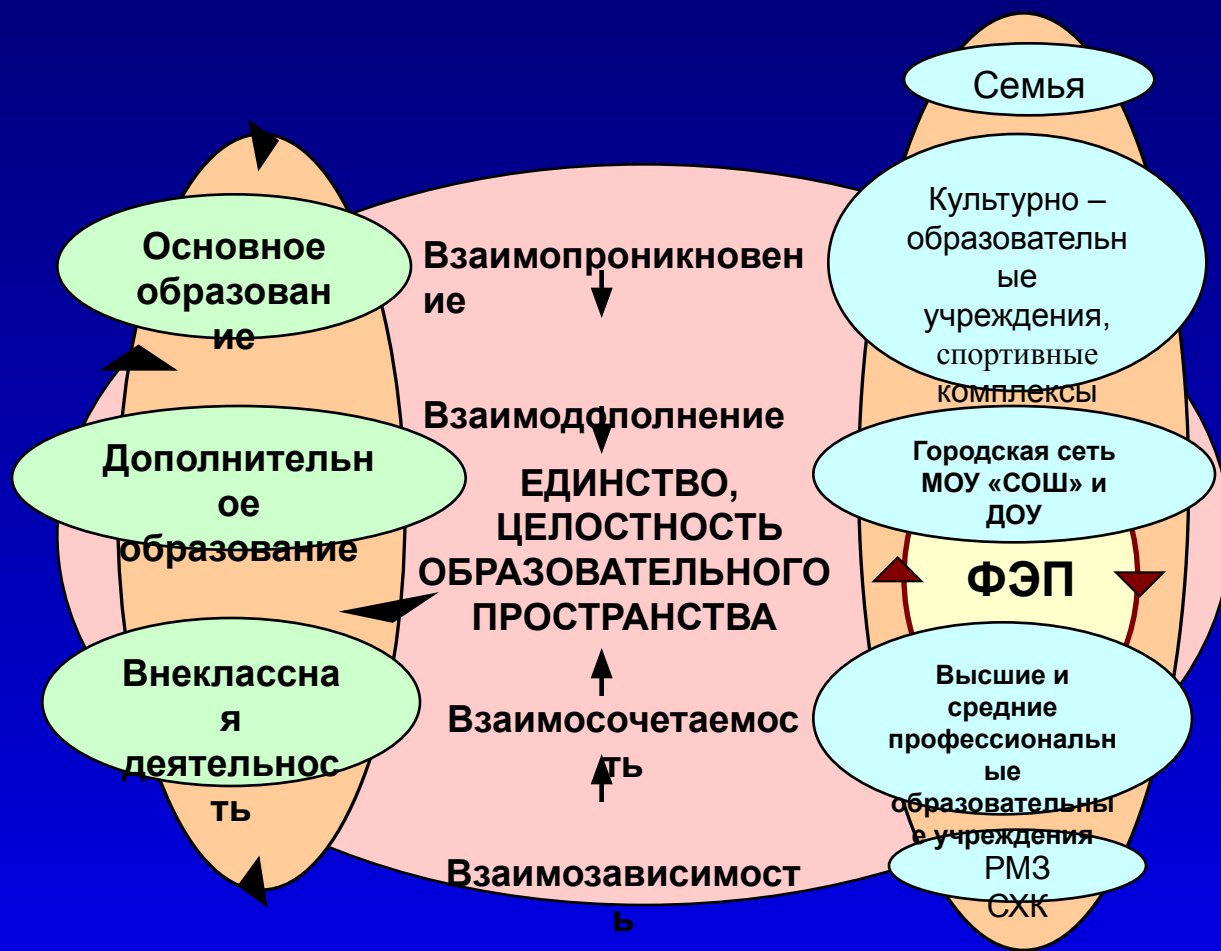 Основное
образован
ие
Дополнительн
ое
образование
Внеклассна
я
деятельнос
ть
Взаимопроникновен
ие
Взаимодополнение
ЕДИНСТВО,
ЦЕЛОСТНОСТЬ
ОБРАЗОВАТЕЛЬНОГО
ПРОСТРАНСТВА
Взаимосочетаемос
ть
Взаимозависимост
ь
Семья
Культурно –
образовательн
ые
учреждения,
спортивные
комплексы
Городская сеть
МОУ «СОШ» и
ДОУ
ФЭП
Высшие и
средние
профессиональн
ые
образовательны
е учреждения
РМЗ
СХК